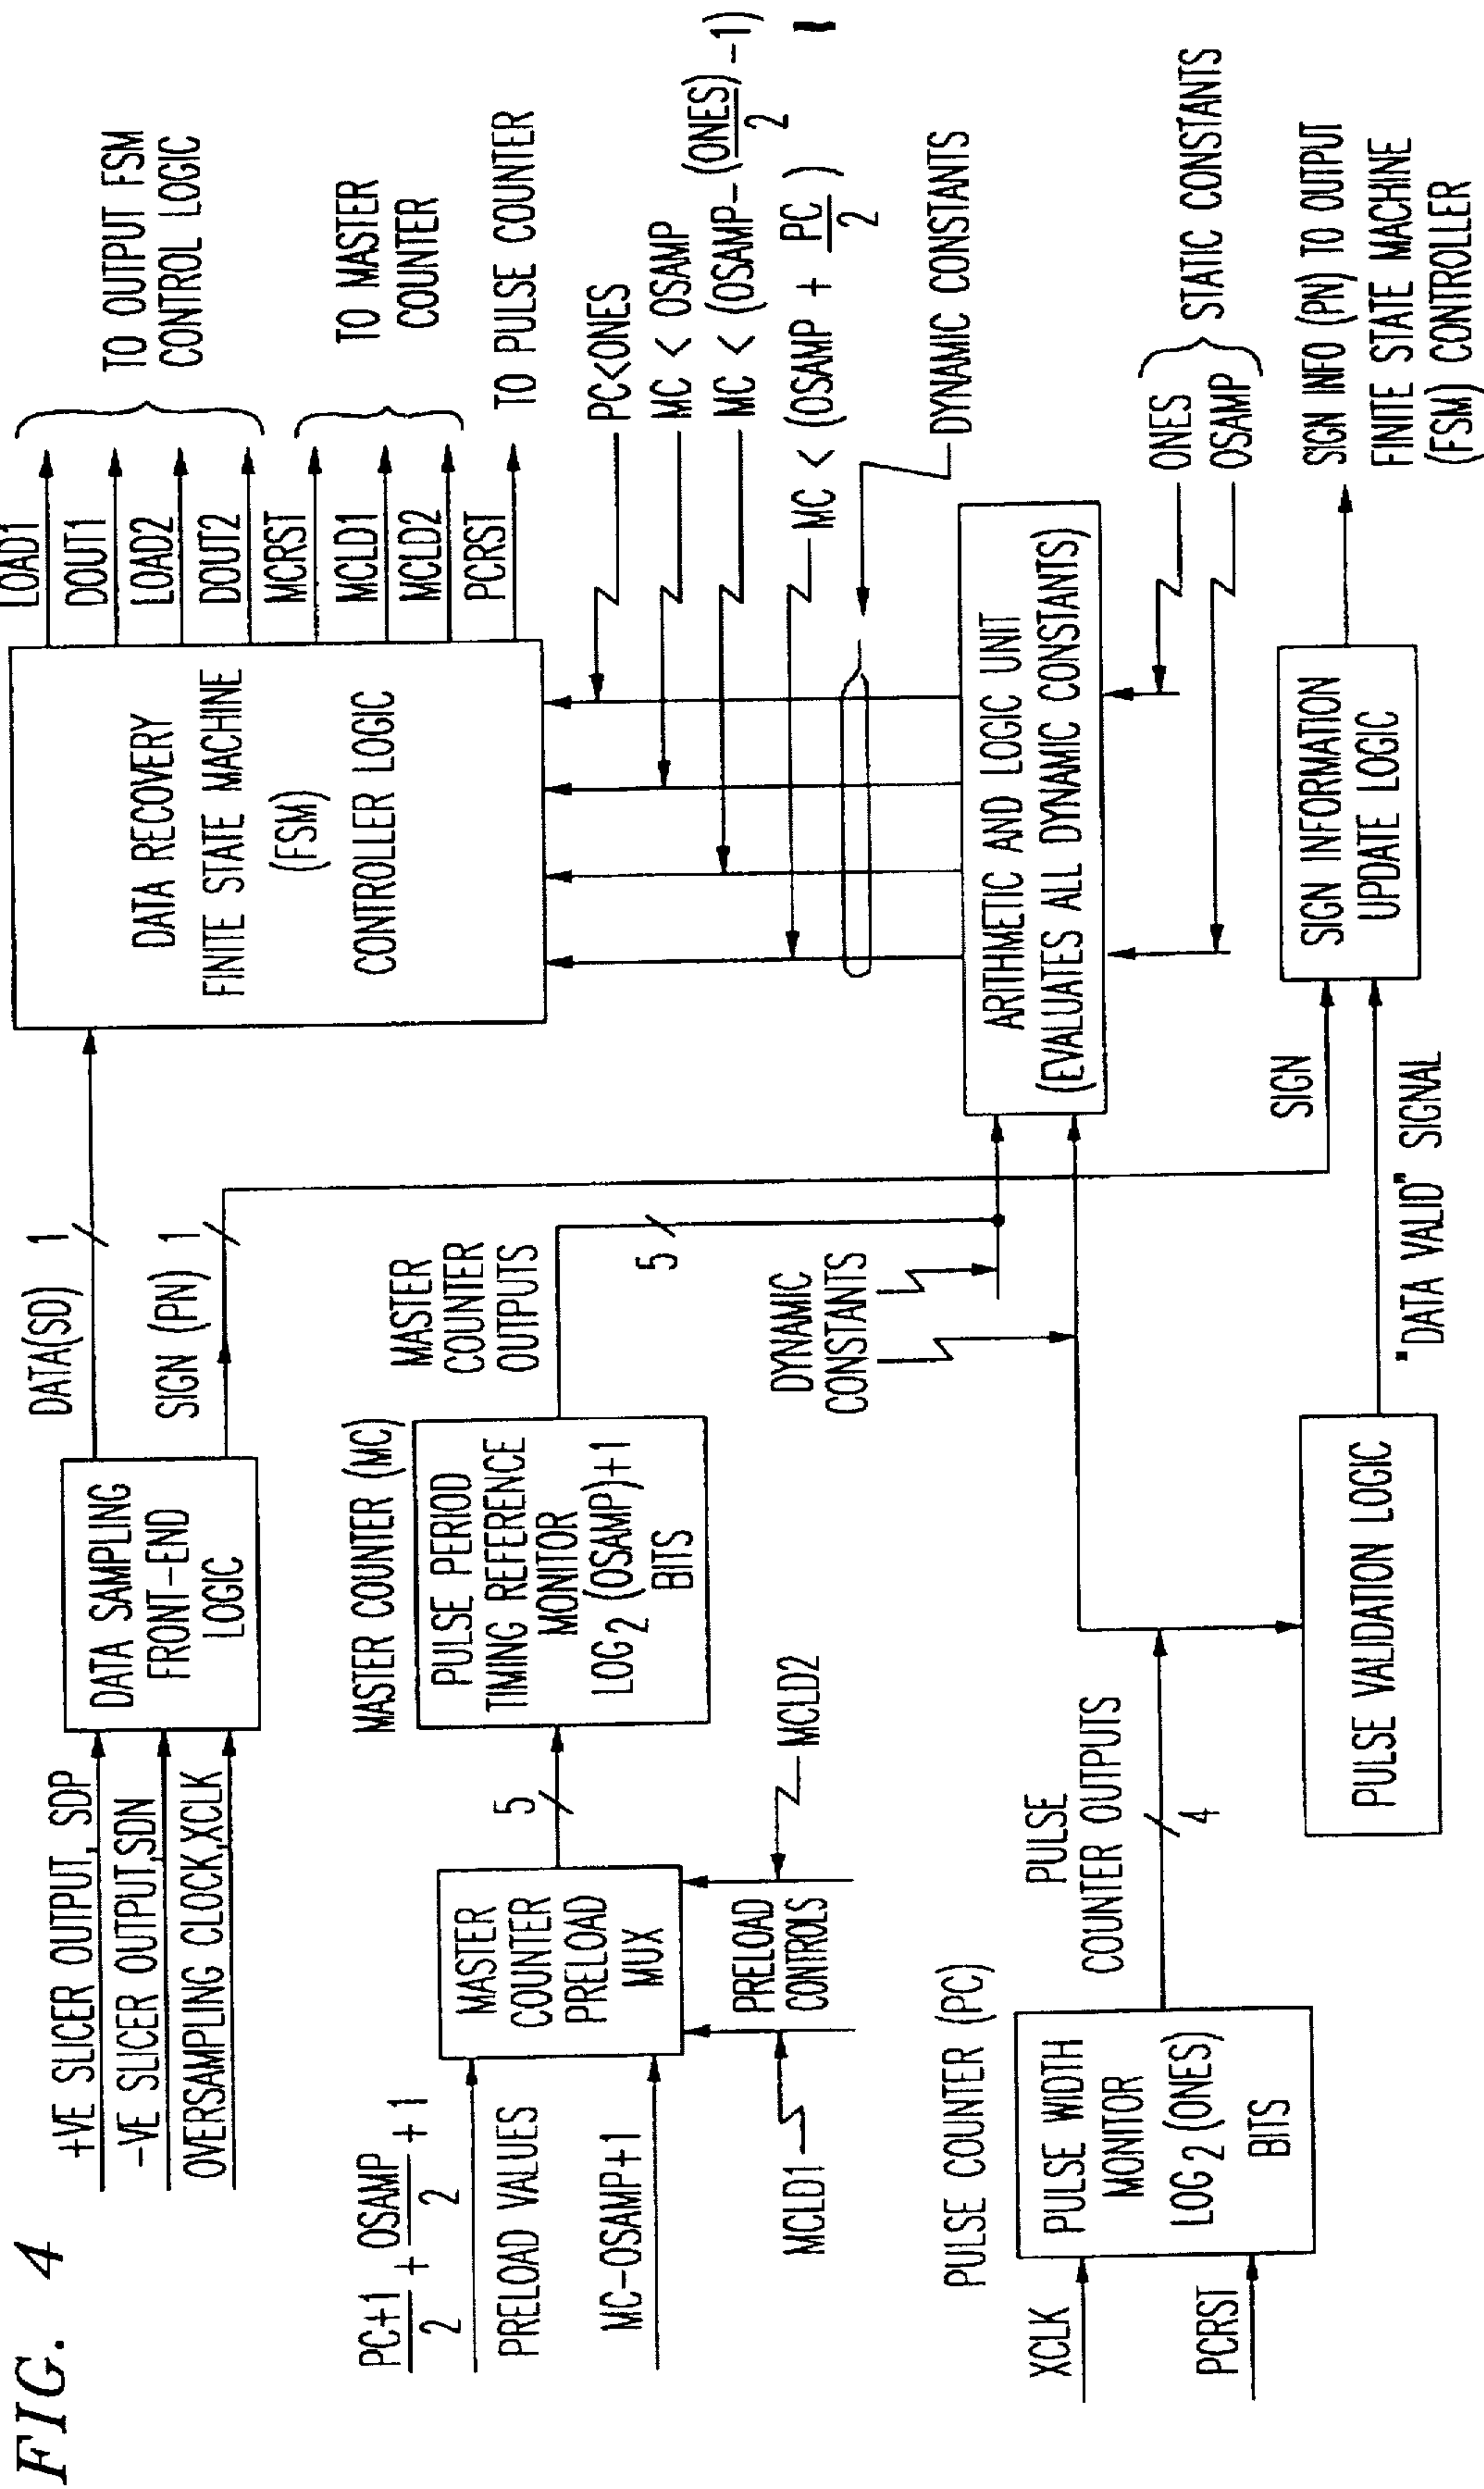 FIG. 4
+VE SLICER OUTPUT, SDP
-VE SLICER OUTPUT,SDN
OVERSAMPLING CLOCK,XCLK
DATA SAMPLING
FRONT-END
LOGIC
DATA(SD)
1
SIGN (PN)
1
DATA RECOVERY
FINITE STATE MACHINE
(FSM)
CONTROLLER LOGIC
LOAD1
DOUT1
LOAD2
DOUT2
MCRST
MCLD1
MCLD2
PCRST
TO OUTPUT FSM
CONTROL LOGIC
TO MASTER
COUNTER
TO PULSE COUNTER
PC<ONES
MC < OSAMP
MC < (OSAMP- (ONES)/2 -1)
MC < (OSAMP + PC/2 )
DYNAMIC CONSTANTS
PC+1/2 + OSAMP/2 + 1
PRELOAD VALUES
MC-OSAMP+1
MASTER
COUNTER
PRELOAD
MUX
MCLD1
PRELOAD
CONTROLS
MCLD2
5
MASTER COUNTER (MC)
PULSE PERIOD
TIMING REFERENCE
MONITOR
LOG2 (OSAMP)+1
BITS
MASTER
COUNTER
OUTPUTS
5
DYNAMIC
CONSTANTS
ARITHMETIC AND LOGIC UNIT
(EVALUATES ALL DYNAMIC CONSTANTS)
ONES
OSAMP
STATIC CONSTANTS
PULSE COUNTER (PC)
XCLK
PCRST
PULSE WIDTH
MONITOR
LOG2 (ONES)
BITS
PULSE
COUNTER OUTPUTS
4
PULSE VALIDATION LOGIC
"DATA VALID" SIGNAL
SIGN
SIGN INFORMATION
UPDATE LOGIC
SIGN INFO (PN) TO OUTPUT
FINITE STATE MACHINE
(FSM) CONTROLLER